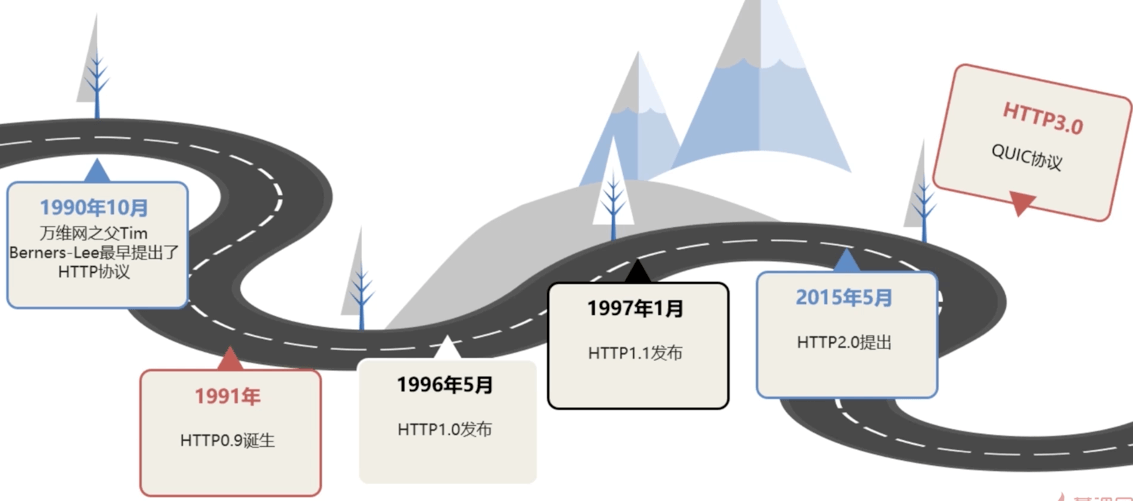 1990年10月
万维网之父Tim
Berners-Lee最早提出了
HTTP协议
1991年
HTTP0.9诞生
1996年5月
HTTP1.0发布
1997年1月
HTTP1.1发布
2015年5月
HTTP2.0提出
HTTP3.0
QUIC协议